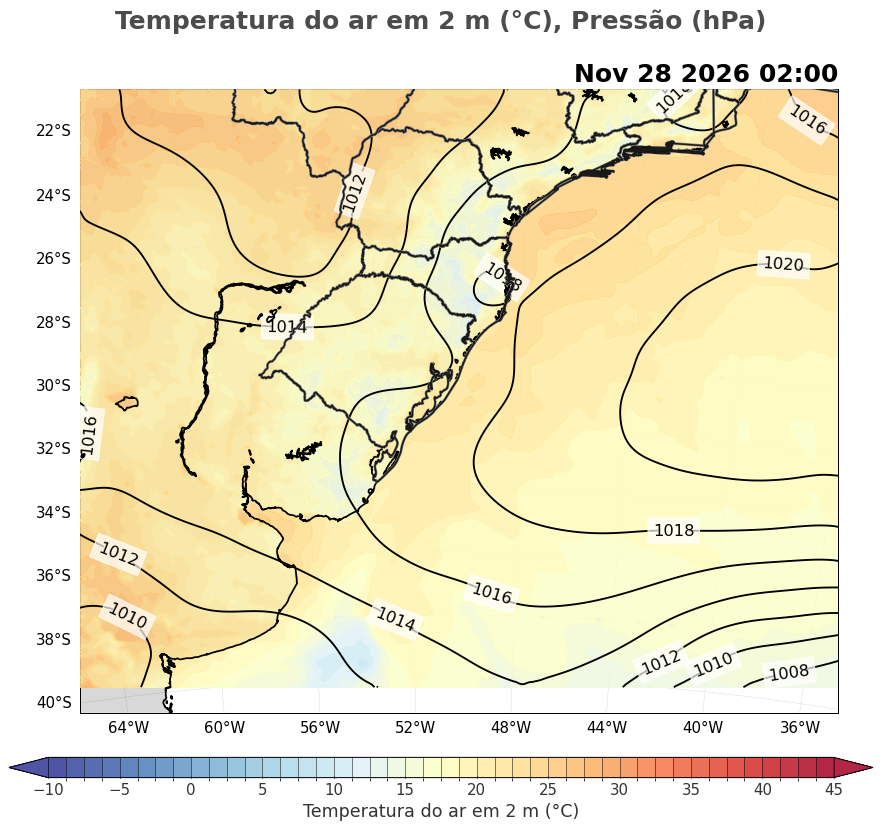 Temperatura do ar em 2 m (°C), Pressão (hPa)
Nov 28 2026 02:00
22°S
24°S
26°S
28°S
30°S
32°S
34°S
36°S
38°S
40°S
1016
1016
1012
1020
1018
1014
1016
1018
1012
1016
1010
1014
1012
1010
1008
64°W
60°W
56°W
52°W
48°W
44°W
40°W
36°W
−10
−5
0
5
10
15
20
25
30
35
40
45
Temperatura do ar em 2 m (°C)